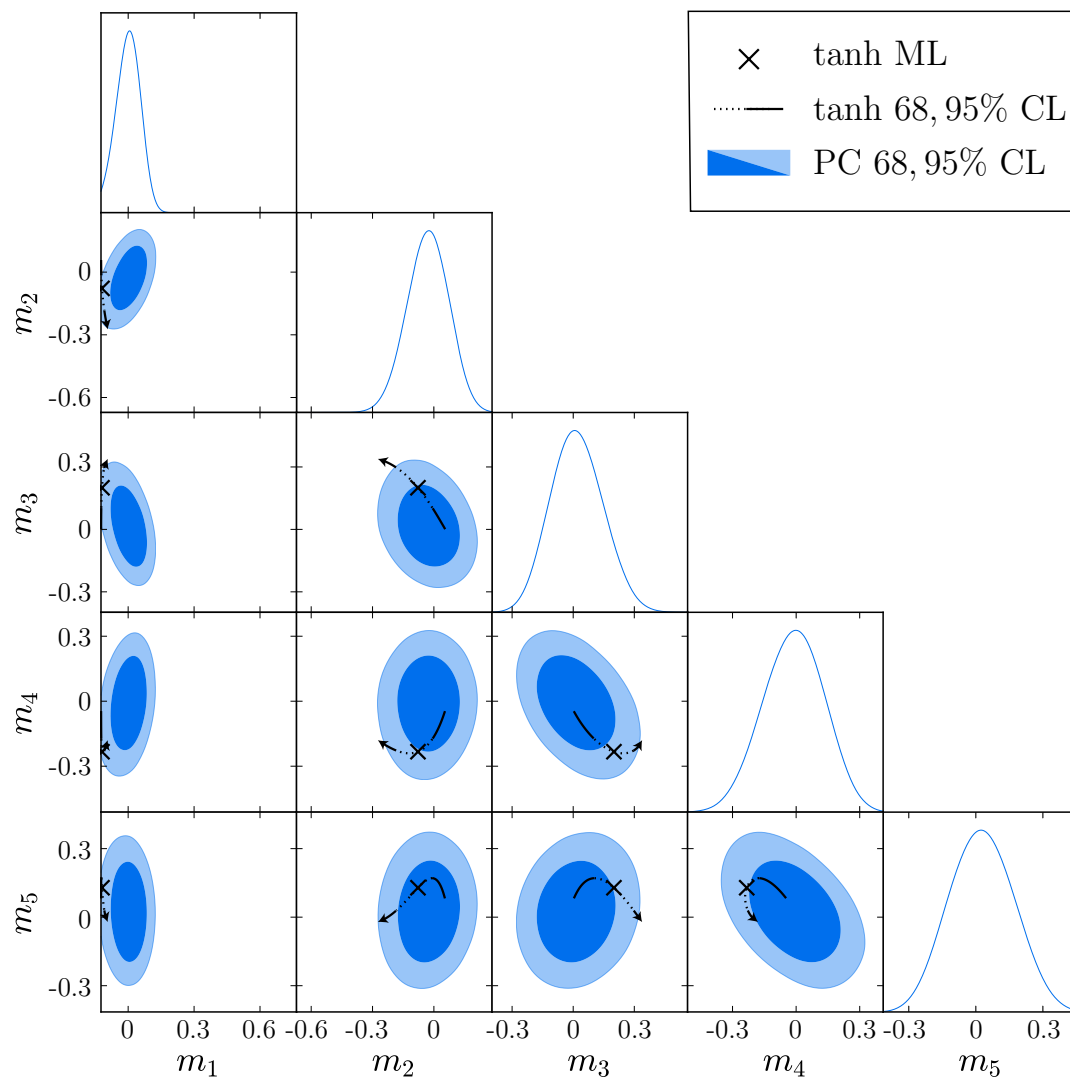 tanh ML
tanh 68, 95% CL
PC 68, 95% CL
0
-0.3
-0.6
m₂
0.3
0
-0.3
m₃
0.3
0
-0.3
m₄
0.3
0
-0.3
m₅
0 0.3 0.6 -0.6 -0.3 0 -0.3 0 0.3 -0.3 0 0.3 -0.3 0 0.3
m₁ m₂ m₃ m₄ m₅